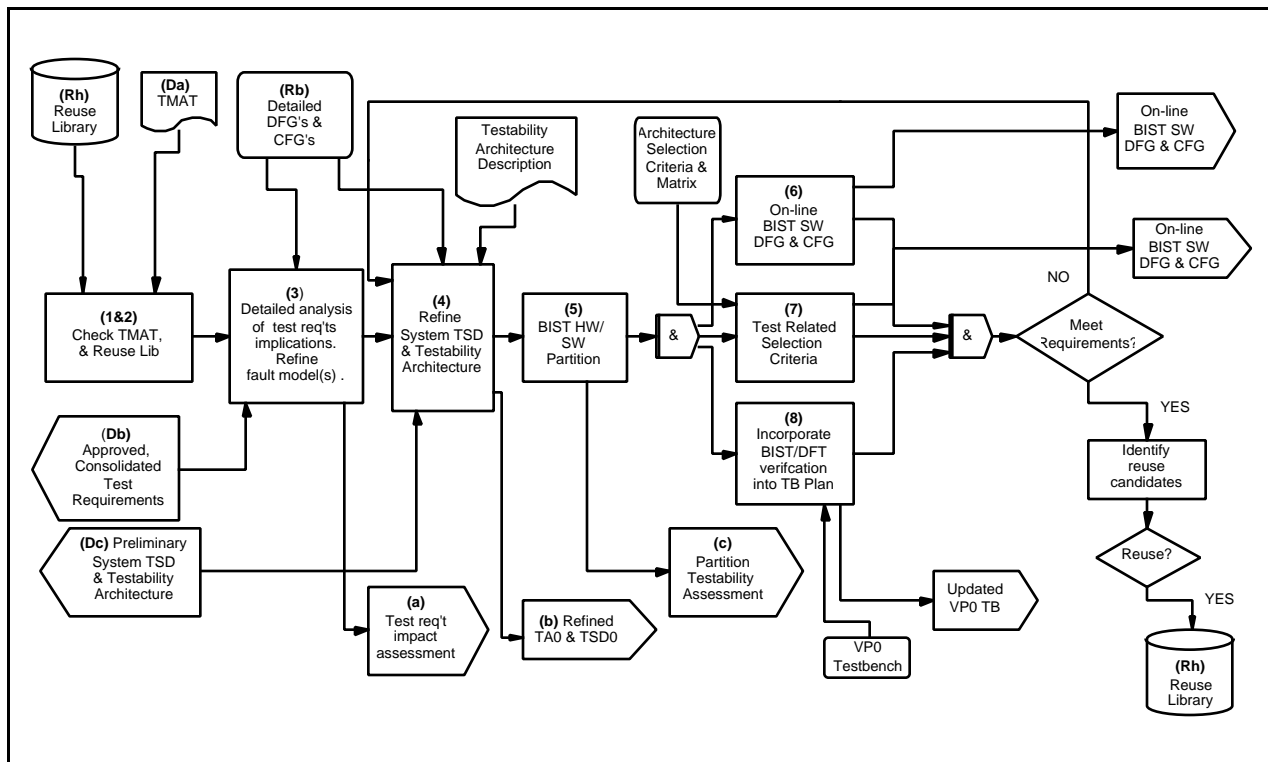 (Rh)
Reuse
Library
(Da)
TMAT
(Rb)
Detailed
DFG's &
CFG's
Testability
Architecture
Description
Architecture
Selection
Criteria &
Matrix
(6)
On-line
BIST SW
DFG & CFG
On-line
BIST SW
DFG & CFG
On-line
BIST SW
DFG & CFG
NO
(1&2)
Check TMAT,
& Reuse Lib
(3)
Detailed analysis
of test req'ts
implications.
Refine
fault model(s) .
(4)
Refine
System TSD
& Testability
Architecture
(5)
BIST HW/
SW
Partition
&
(7)
Test Related
Selection
Criteria
&
Meet
Requirements?
YES
(8)
Incorporate
BIST/DFT
verifcation
into TB Plan
Identify
reuse
candidates
(Db)
Approved,
Consolidated
Test
Requirements
(Dc) Preliminary
System TSD
& Testability
Architecture
(a)
Test req't
impact
assessment
(b) Refined
TA0 & TSD0
(c)
Partition
Testability
Assessment
Updated
VP0 TB
VP0
Testbench
Reuse?
YES
(Rh)
Reuse
Library